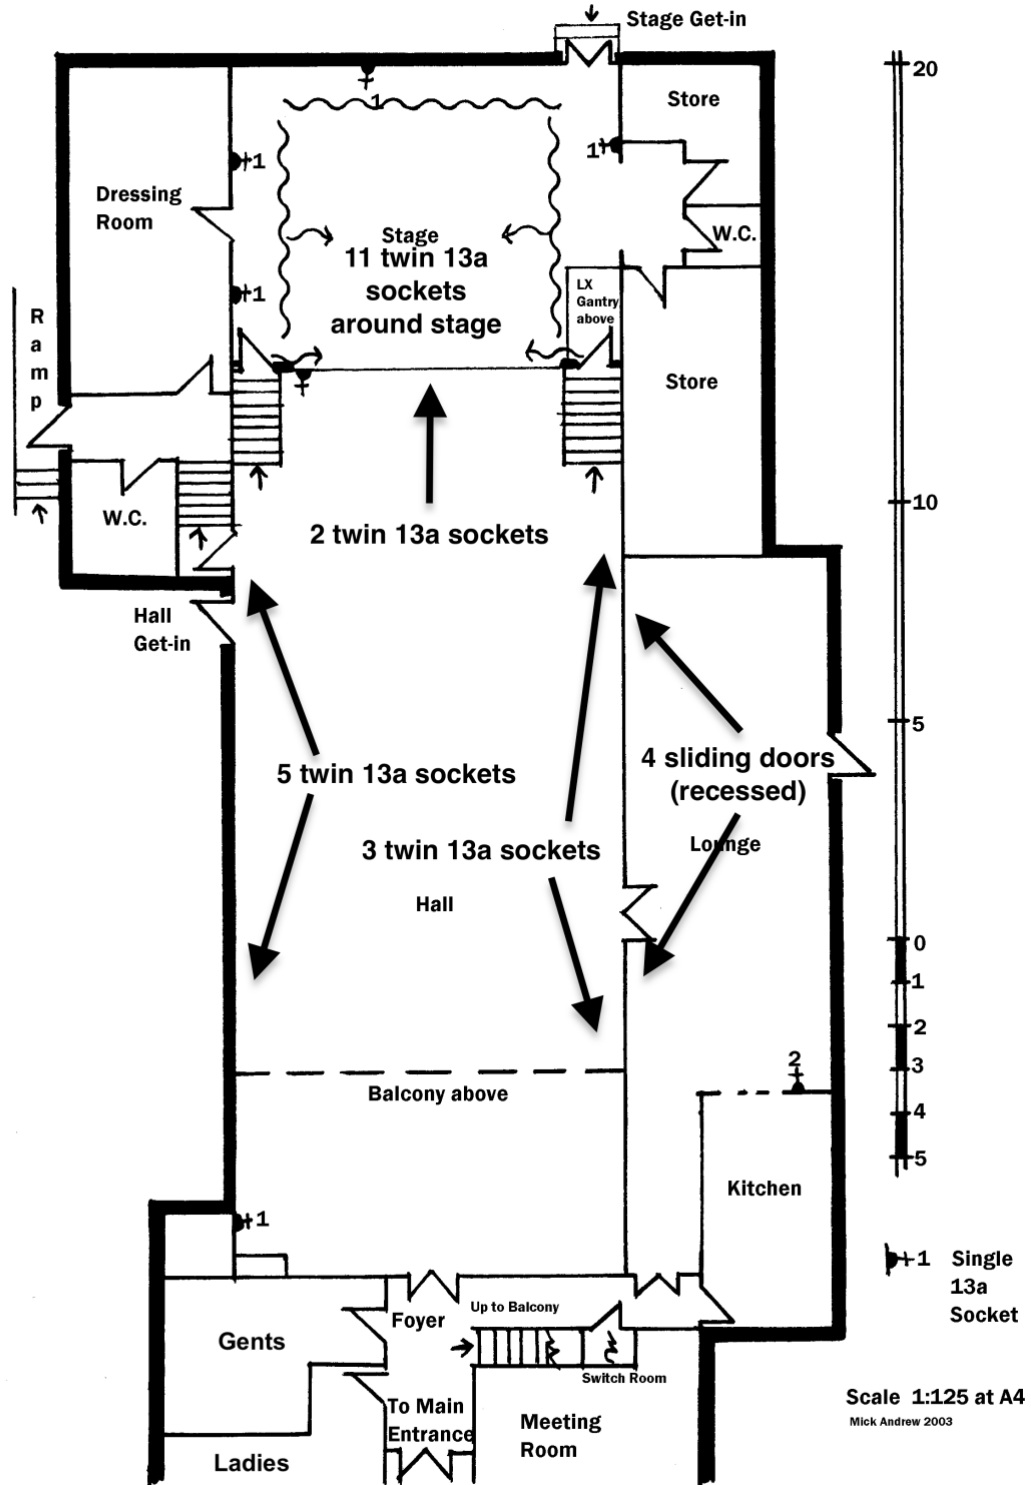 Stage Get-in
20
Store
1
1
1
Dressing
Room
W.C.
Stage
11 twin 13a
sockets
around stage
1
LX
Gantry
above
Ramp
Store
10
2 twin 13a sockets
W.C.
Hall
Get-in
5
4 sliding doors
(recessed)
5 twin 13a sockets
Lounge
3 twin 13a sockets
Hall
0
1
2
3
4
5
2
Balcony above
Kitchen
1
1 Single
13a
Socket
Up to Balcony
Foyer
Gents
Switch Room
To Main
Entrance
Meeting
Room
Scale 1:125 at A4
Mick Andrew 2003
Ladies